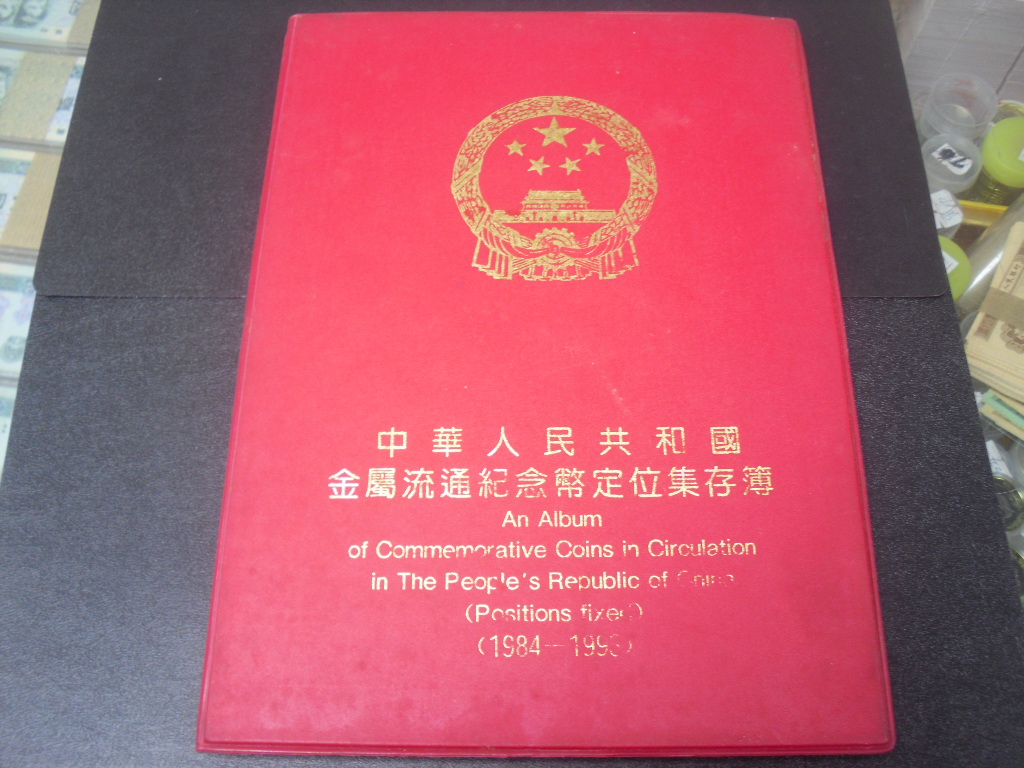 中華人民共和國
金屬流通紀念幣定位集存簿
An Album
of Commemorative Coins in Circulation
in The People's Republic of China
(Positions fixed)
(1984—